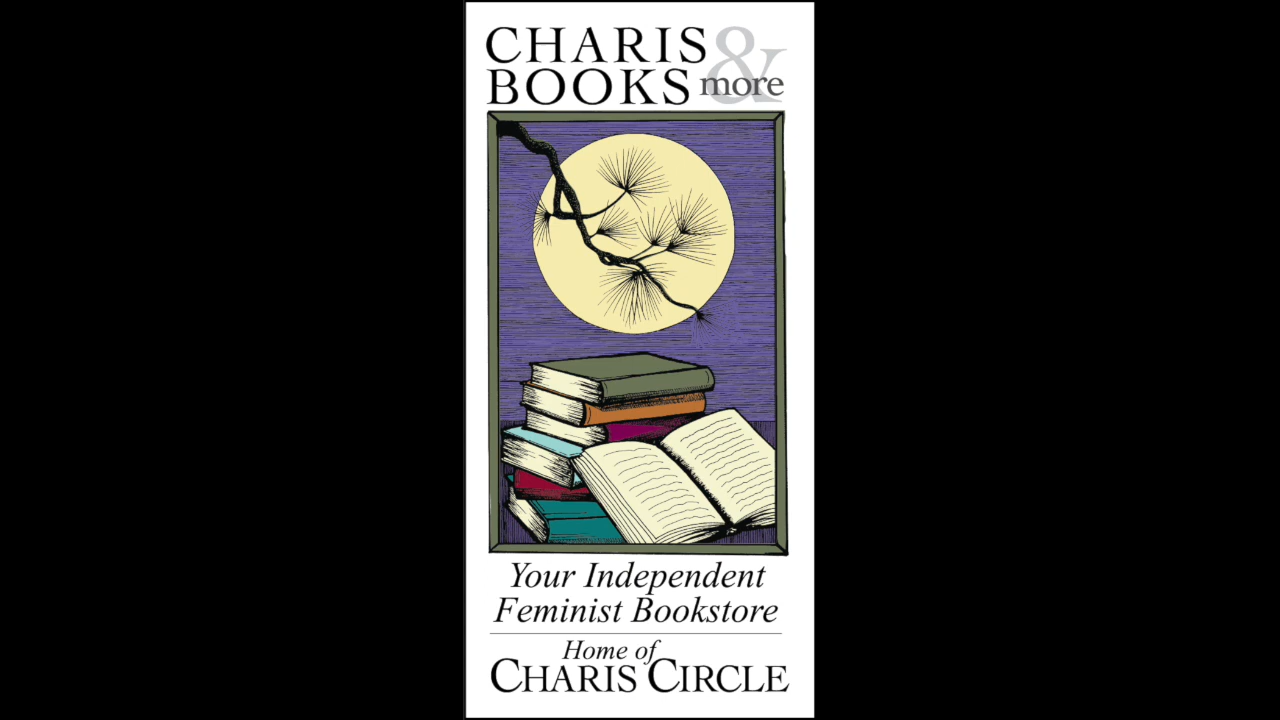 CHARIS &
BOOKS more
Your Independent
Feminist Bookstore
Home of
CHARIS CIRCLE